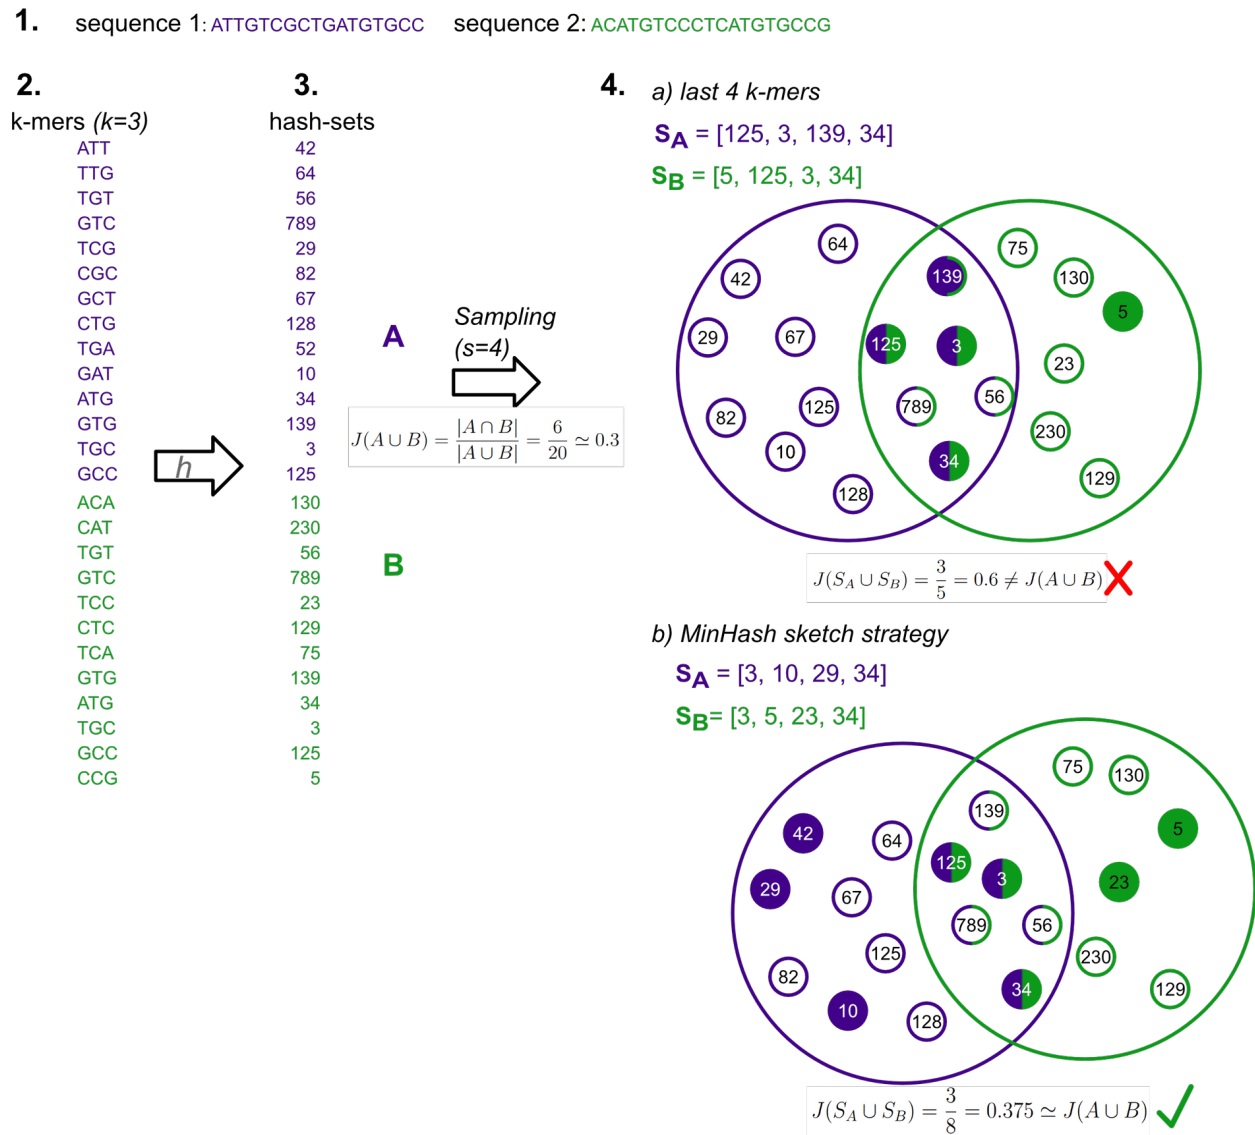 1. sequence 1: ATTGTCGCTGATGTGCC sequence 2: ACATGTCCCTCATGTGCCG
2.
k-mers (k=3)
ATT
TTG
TGT
GTC
TCG
CGC
GCT
CTG
TGA
GAT
ATG
GTG
TGC
GCC
ACA
CAT
TGT
GTC
TCC
CTC
TCA
GTG
ATG
TGC
GCC
CCG
h
3.
hash-sets
42
64
56
789
29
82
67
128
52
10
34
139
3
125
130
230
56
789
23
129
75
139
34
3
125
5
A
B
Sampling
(s=4)
J(A ∪ B) = |A ∩ B| / |A ∪ B| = 6/20 ≃ 0.3
4. a) last 4 k-mers
SA = [125, 3, 139, 34]
SB = [5, 125, 3, 34]
64
42
29
67
82
125
10
128
139
125
3
789
56
34
75
130
5
23
230
129
J(SA ∪ SB) = 3/5 = 0.6 ≠ J(A ∪ B)
b) MinHash sketch strategy
SA = [3, 10, 29, 34]
SB= [3, 5, 23, 34]
42
64
29
67
125
82
10
128
139
125
3
789
56
34
75
130
5
23
230
129
J(SA ∪ SB) = 3/8 = 0.375 ≃ J(A ∪ B)